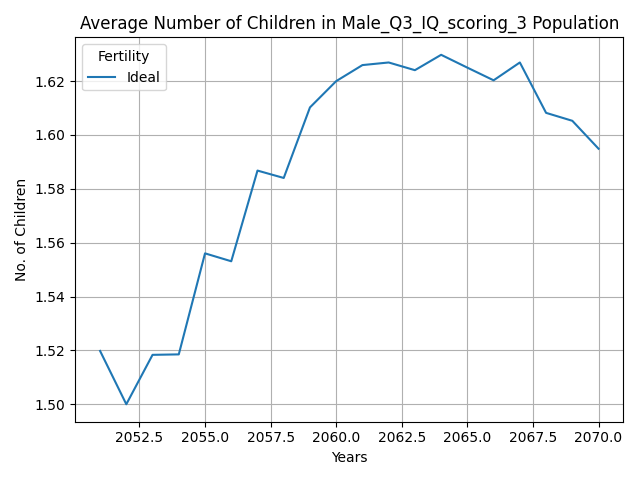 Average Number of Children in Male_Q3_IQ_scoring_3 Population
Fertility
Ideal
1.62
1.60
1.58
1.56
1.54
1.52
1.50
No. of Children
2052.5 2055.0 2057.5 2060.0 2062.5 2065.0 2067.5 2070.0
Years